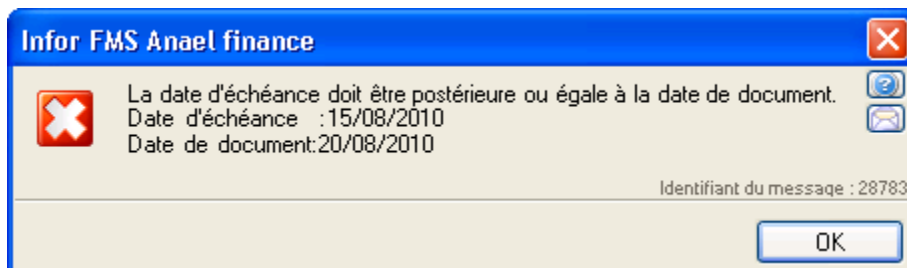 Infor FMS Anael finance
La date d'échéance doit être postérieure ou égale à la date de document.
Date d'échéance :15/08/2010
Date de document:20/08/2010
Identifiant du message : 28783
OK